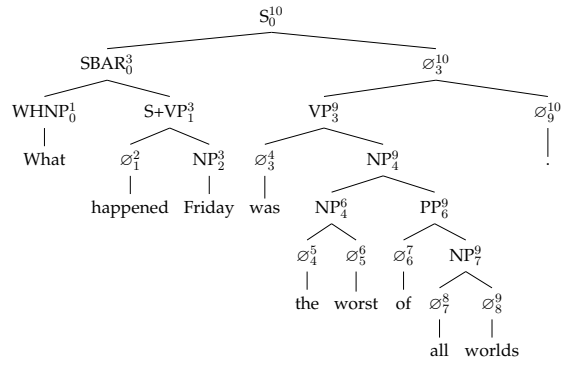 S₀¹⁰
SBAR₀³ ∅₃¹⁰
WHNP₀¹ S+VP₁³ VP₃⁹ ∅₉¹⁰
What ∅₁² NP₂³ ∅₃⁴ NP₄⁹ .
happened Friday was NP₄⁶ PP₆⁹
∅₄⁵ ∅₅⁶ ∅₆⁷ NP₇⁹
the worst of ∅₇⁸ ∅₈⁹
all worlds